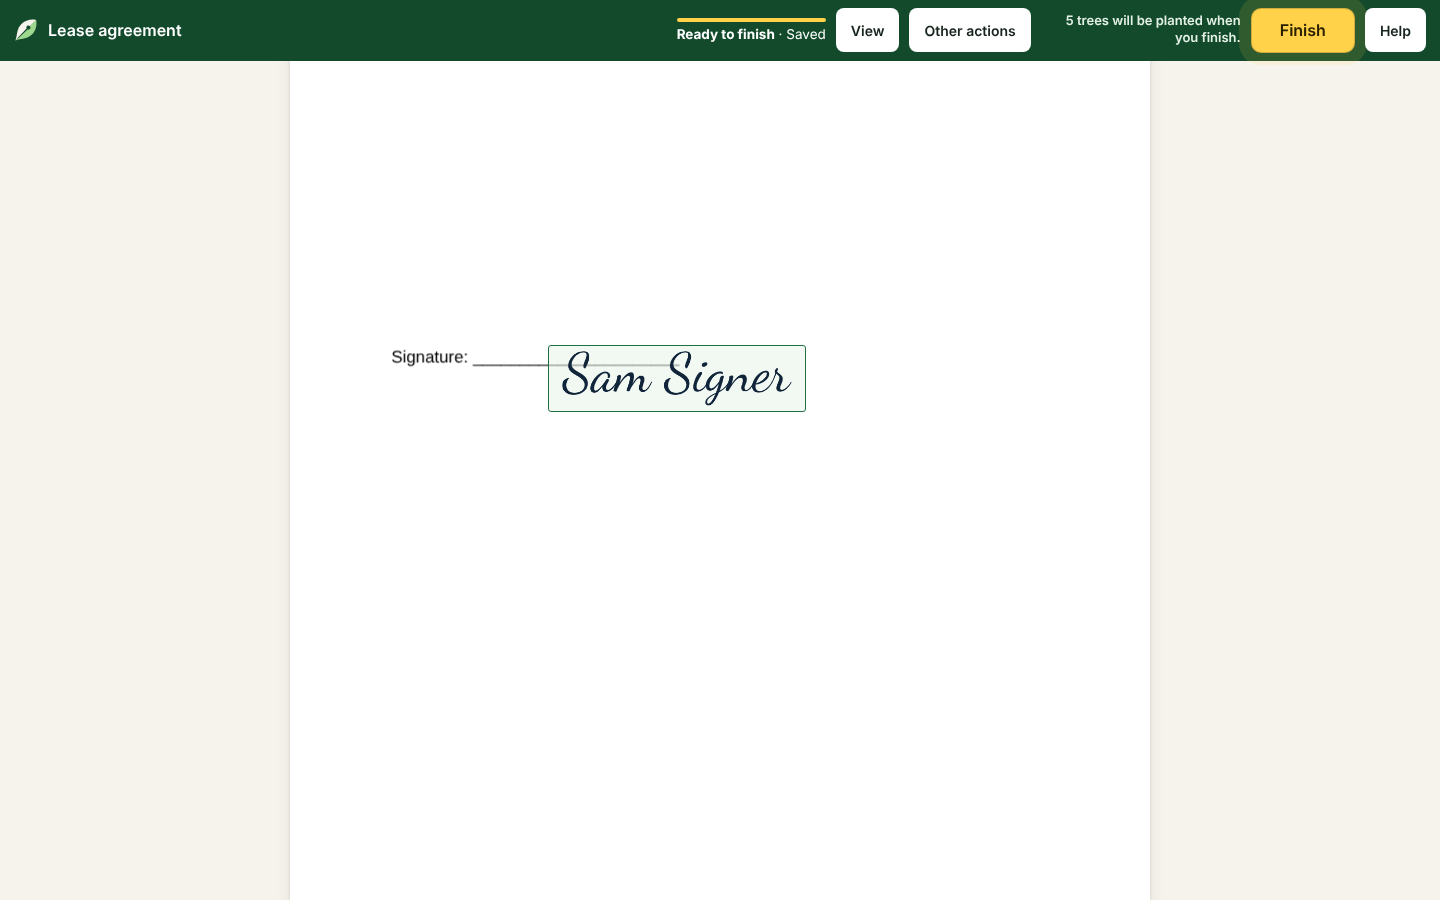 Lease agreement
Ready to finish · Saved
View
Other actions
5 trees will be planted when
you finish.
Finish
Help
Signature: ______________________
Sam Signer